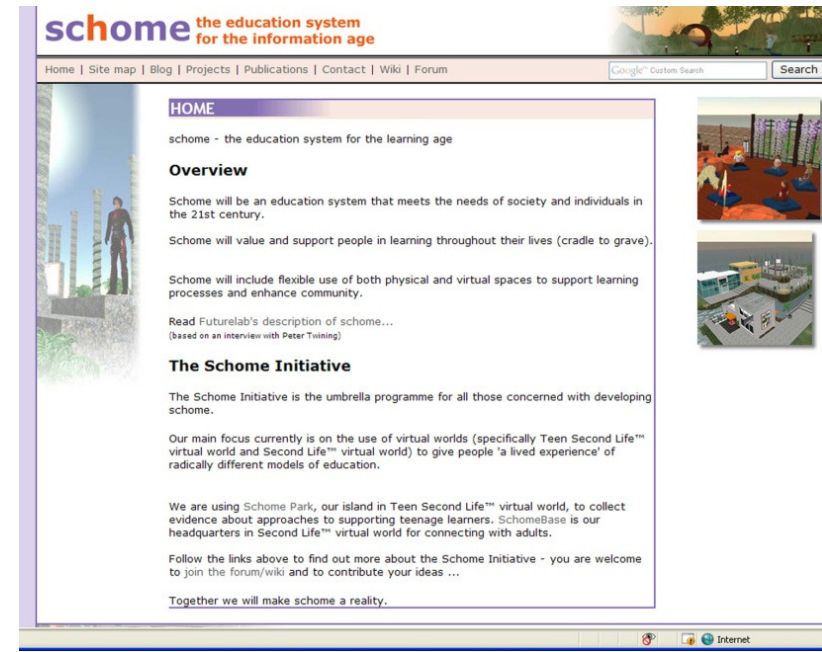 schome the education system
for the information age
Home | Site map | Blog | Projects | Publications | Contact | Wiki | Forum
Google™ Custom Search
Search
HOME
schome - the education system for the learning age
Overview
Schome will be an education system that meets the needs of society and individuals in
the 21st century.
Schome will value and support people in learning throughout their lives (cradle to grave).
Schome will include flexible use of both physical and virtual spaces to support learning
processes and enhance community.
Read Futurelab's description of schome...
(based on an interview with Peter Twining)
The Schome Initiative
The Schome Initiative is the umbrella programme for all those concerned with developing
schome.
Our main focus currently is on the use of virtual worlds (specifically Teen Second Life™
virtual world and Second Life™ virtual world) to give people 'a lived experience' of
radically different models of education.
We are using Schome Park, our island in Teen Second Life™ virtual world, to collect
evidence about approaches to supporting teenage learners. SchomeBase is our
headquarters in Second Life™ virtual world for connecting with adults.
Follow the links above to find out more about the Schome Initiative - you are welcome
to join the forum/wiki and to contribute your ideas ...
Together we will make schome a reality.
Internet